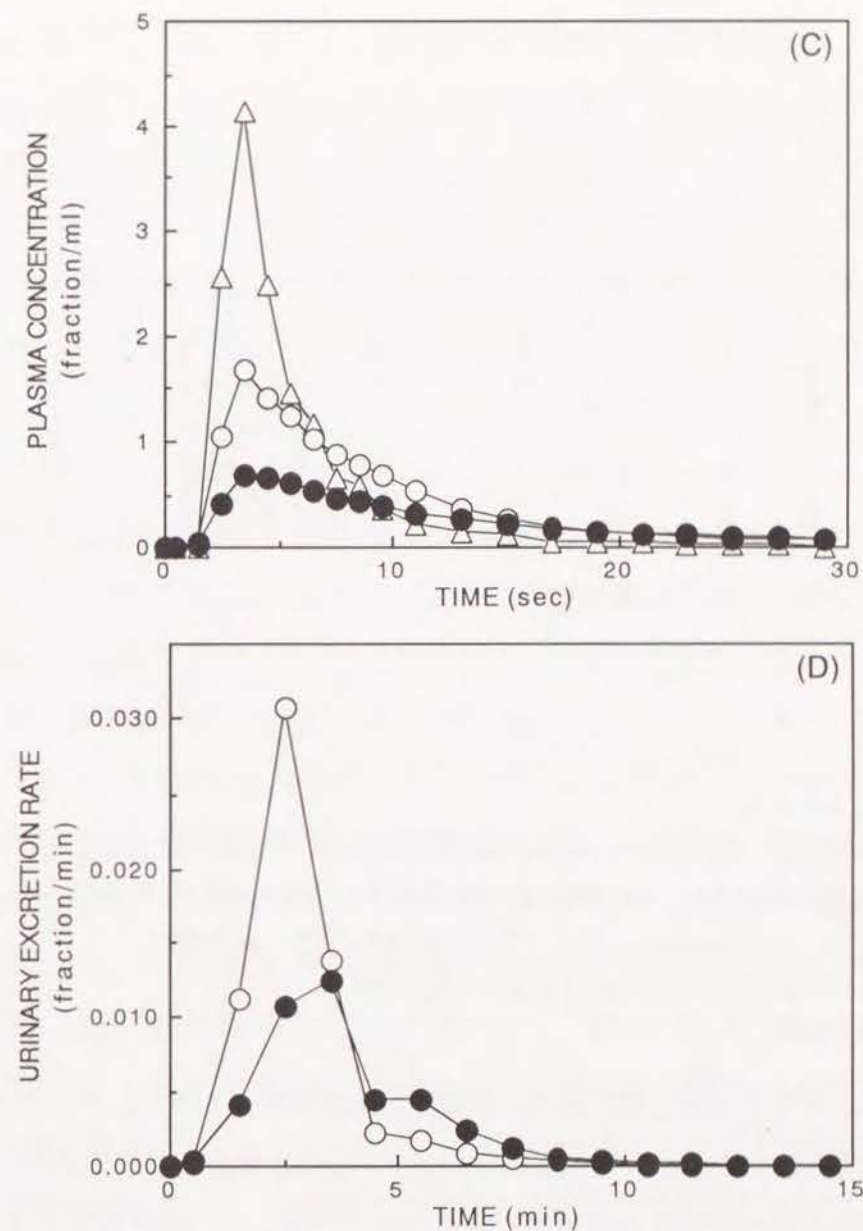 (C)
PLASMA CONCENTRATION
(fraction/ml)
5
4
3
2
1
0
0
10
20
30
TIME (sec)
(D)
URINARY EXCRETION RATE
(fraction/min)
0.030
0.020
0.010
0.000
0
5
10
15
TIME (min)